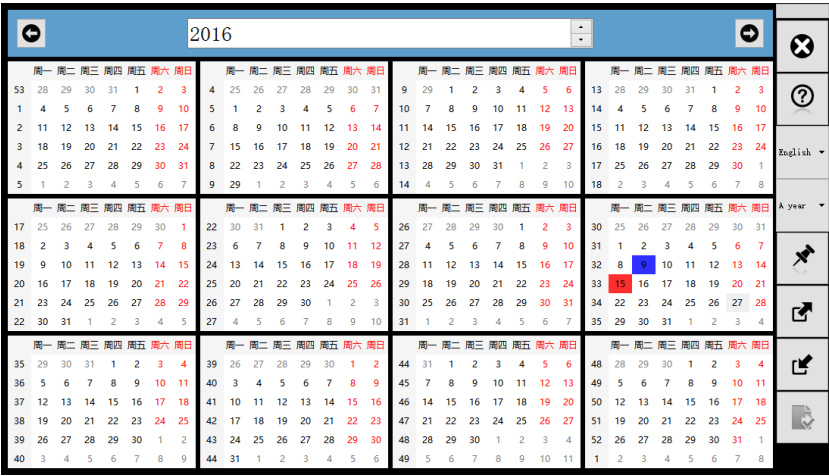 2016
周一 周二 周三 周四 周五 周六 周日
53 28 29 30 31 1 2 3
1 4 5 6 7 8 9 10
2 11 12 13 14 15 16 17
3 18 19 20 21 22 23 24
4 25 26 27 28 29 30 31
5 1 2 3 4 5 6 7
周一 周二 周三 周四 周五 周六 周日
4 25 26 27 28 29 30 31
5 1 2 3 4 5 6 7
6 8 9 10 11 12 13 14
7 15 16 17 18 19 20 21
8 22 23 24 25 26 27 28
9 29 1 2 3 4 5 6
周一 周二 周三 周四 周五 周六 周日
9 29 1 2 3 4 5 6
10 7 8 9 10 11 12 13
11 14 15 16 17 18 19 20
12 21 22 23 24 25 26 27
13 28 29 30 31 1 2 3
14 4 5 6 7 8 9 10
周一 周二 周三 周四 周五 周六 周日
13 28 29 30 31 1 2 3
14 4 5 6 7 8 9 10
15 11 12 13 14 15 16 17
16 18 19 20 21 22 23 24
17 25 26 27 28 29 30 1
18 2 3 4 5 6 7 8
周一 周二 周三 周四 周五 周六 周日
17 25 26 27 28 29 30 1
18 2 3 4 5 6 7 8
19 9 10 11 12 13 14 15
20 16 17 18 19 20 21 22
21 23 24 25 26 27 28 29
22 30 31 1 2 3 4 5
周一 周二 周三 周四 周五 周六 周日
22 30 31 1 2 3 4 5
23 6 7 8 9 10 11 12
24 13 14 15 16 17 18 19
25 20 21 22 23 24 25 26
26 27 28 29 30 1 2 3
27 4 5 6 7 8 9 10
周一 周二 周三 周四 周五 周六 周日
26 27 28 29 30 1 2 3
27 4 5 6 7 8 9 10
28 11 12 13 14 15 16 17
29 18 19 20 21 22 23 24
30 25 26 27 28 29 30 31
31 1 2 3 4 5 6 7
周一 周二 周三 周四 周五 周六 周日
30 25 26 27 28 29 30 31
31 1 2 3 4 5 6 7
32 8 9 10 11 12 13 14
33 15 16 17 18 19 20 21
34 22 23 24 25 26 27 28
35 29 30 31 1 2 3 4
周一 周二 周三 周四 周五 周六 周日
35 29 30 31 1 2 3 4
36 5 6 7 8 9 10 11
37 12 13 14 15 16 17 18
38 19 20 21 22 23 24 25
39 26 27 28 29 30 1 2
40 3 4 5 6 7 8 9
周一 周二 周三 周四 周五 周六 周日
39 26 27 28 29 30 1 2
40 3 4 5 6 7 8 9
41 10 11 12 13 14 15 16
42 17 18 19 20 21 22 23
43 24 25 26 27 28 29 30
44 31 1 2 3 4 5 6
周一 周二 周三 周四 周五 周六 周日
44 31 1 2 3 4 5 6
45 7 8 9 10 11 12 13
46 14 15 16 17 18 19 20
47 21 22 23 24 25 26 27
48 28 29 30 1 2 3 4
49 5 6 7 8 9 10 11
周一 周二 周三 周四 周五 周六 周日
48 28 29 30 1 2 3 4
49 5 6 7 8 9 10 11
50 12 13 14 15 16 17 18
51 19 20 21 22 23 24 25
52 26 27 28 29 30 31 1
1 2 3 4 5 6 7 8
English
A year